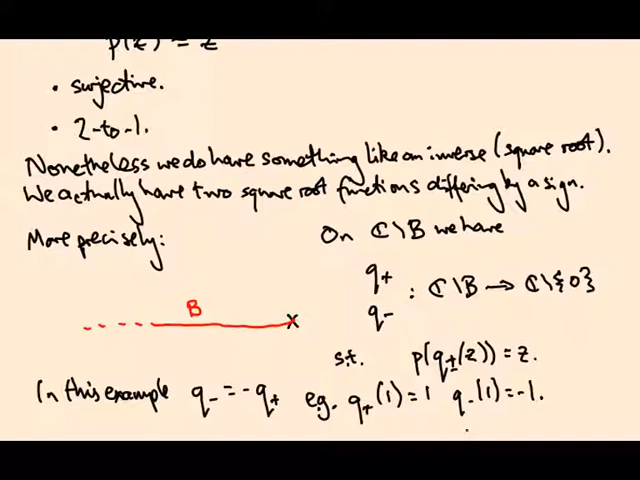 p(z) = z
• surjective.
• 2-to-1.
Nonetheless we do have something like an inverse (square root).
We actually have two square root functions differing by a sign.
More precisely:
On ℂ\B we have
q+
: ℂ\B → ℂ\{0}
q-
B
x
s.t. p(q±(z)) = z.
In this example q- = -q+ e.g. q+(1) = 1 q-(1) = -1.